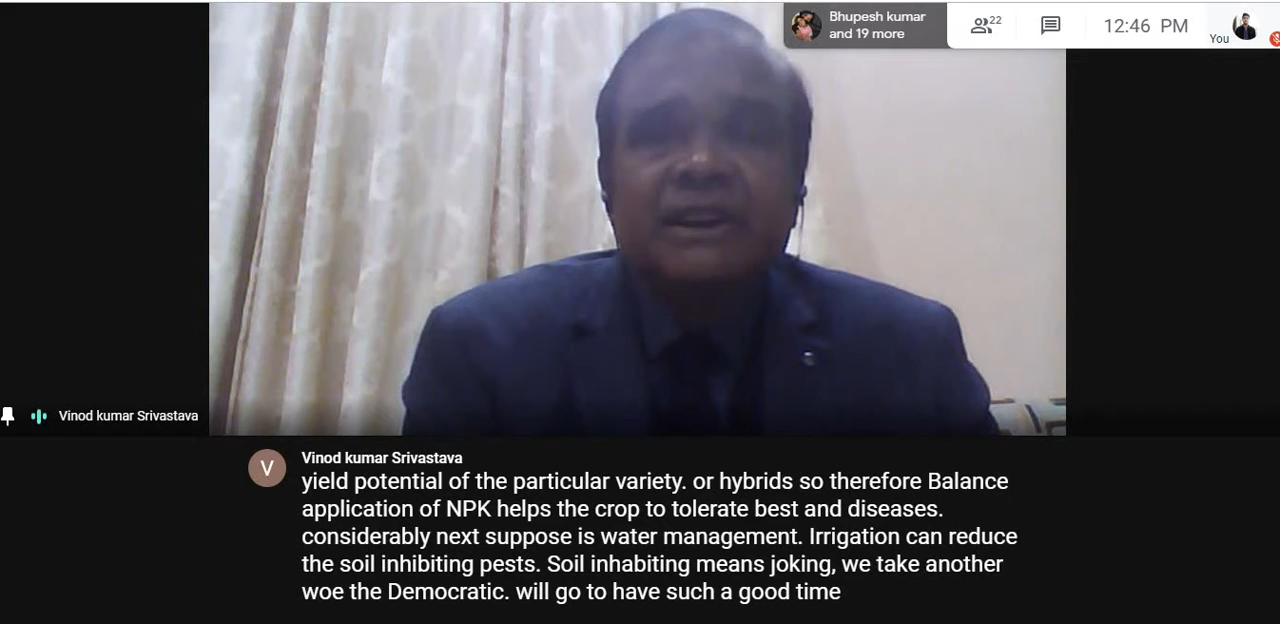 Bhupesh kumar
and 19 more
22
12:46 PM
You
Vinod kumar Srivastava
V
Vinod kumar Srivastava
yield potential of the particular variety. or hybrids so therefore Balance
application of NPK helps the crop to tolerate best and diseases.
considerably next suppose is water management. Irrigation can reduce
the soil inhibiting pests. Soil inhabiting means joking, we take another
woe the Democratic. will go to have such a good time